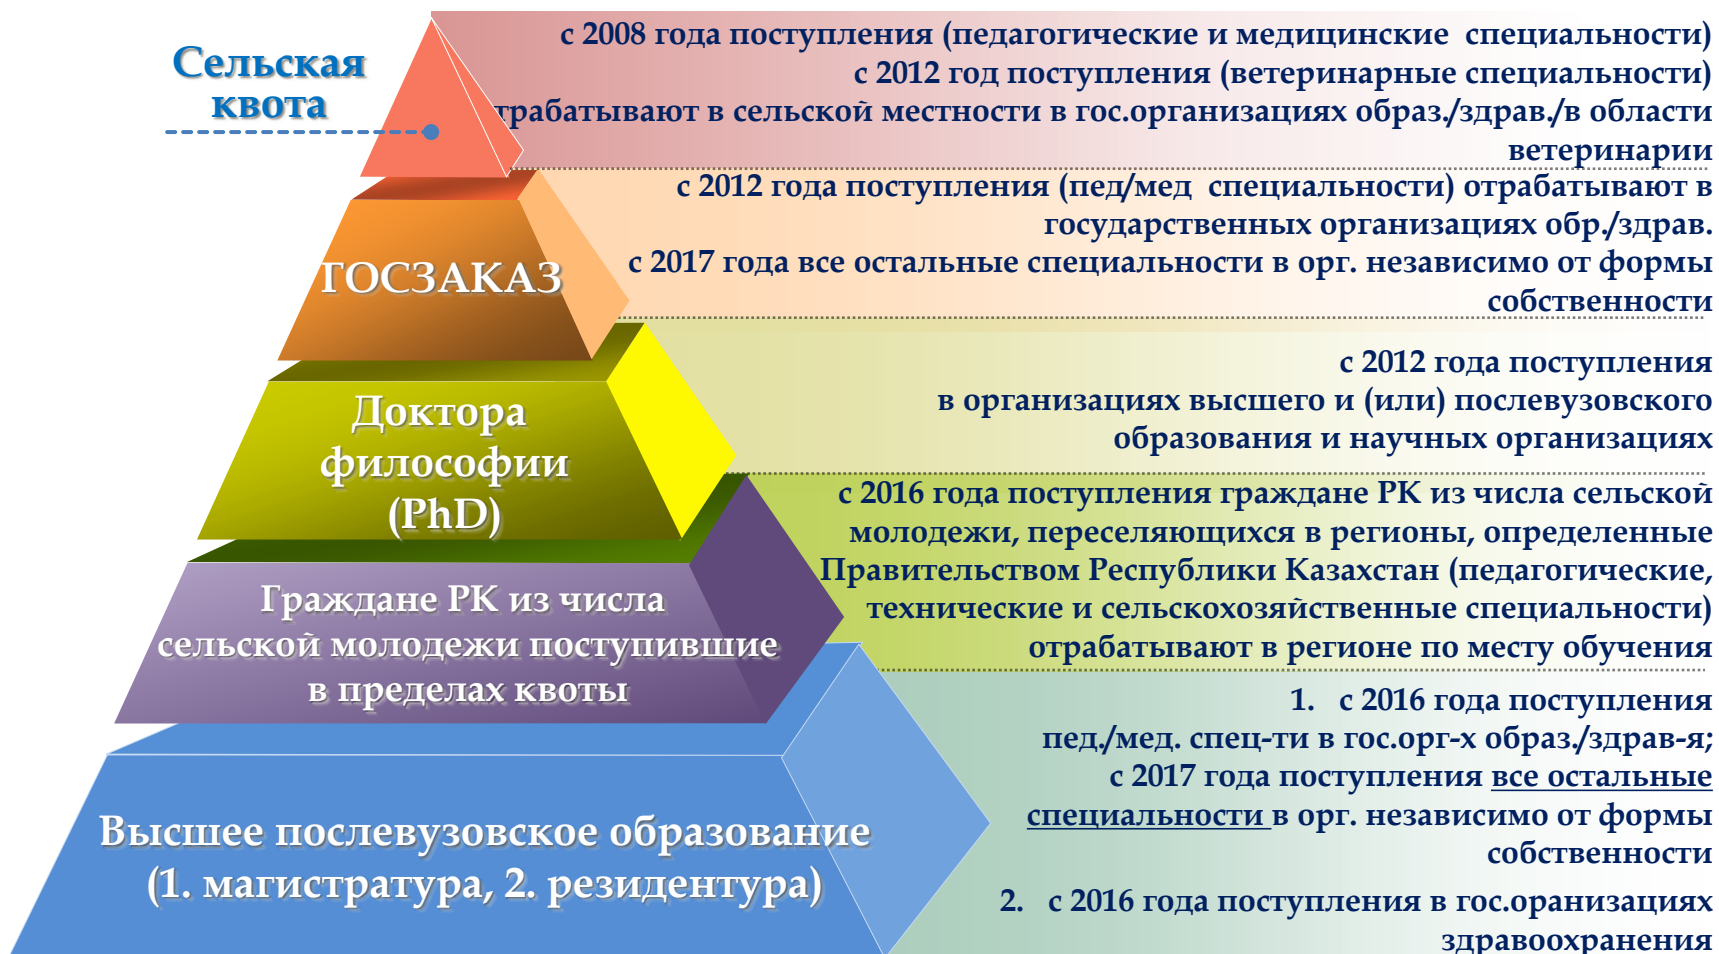 Сельская
квота
с 2008 года поступления (педагогические и медицинские специальности)
с 2012 год поступления (ветеринарные специальности)
трабатывают в сельской местности в гос.организациях образ./здрав./в области
ветеринарии
ГОСЗАКАЗ
с 2012 года поступления (пед/мед специальности) отрабатывают в
государственных организациях обр./здрав.
с 2017 года все остальные специальности в орг. независимо от формы
собственности
Доктора
философии
(PhD)
с 2012 года поступления
в организациях высшего и (или) послевузовского
образования и научных организациях
Граждане РК из числа
сельской молодежи поступившие
в пределах квоты
с 2016 года поступления граждане РК из числа сельской
молодежи, переселяющихся в регионы, определенные
Правительством Республики Казахстан (педагогические,
технические и сельскохозяйственные специальности)
отрабатывают в регионе по месту обучения
Высшее послевузовское образование
(1. магистратура, 2. резидентура)
1. с 2016 года поступления
пед./мед. спец-ти в гос.орг-х образ./здрав-я;
с 2017 года поступления все остальные
специальности в орг. независимо от формы
собственности
2. с 2016 года поступления в гос.оранизациях
здравоохранения